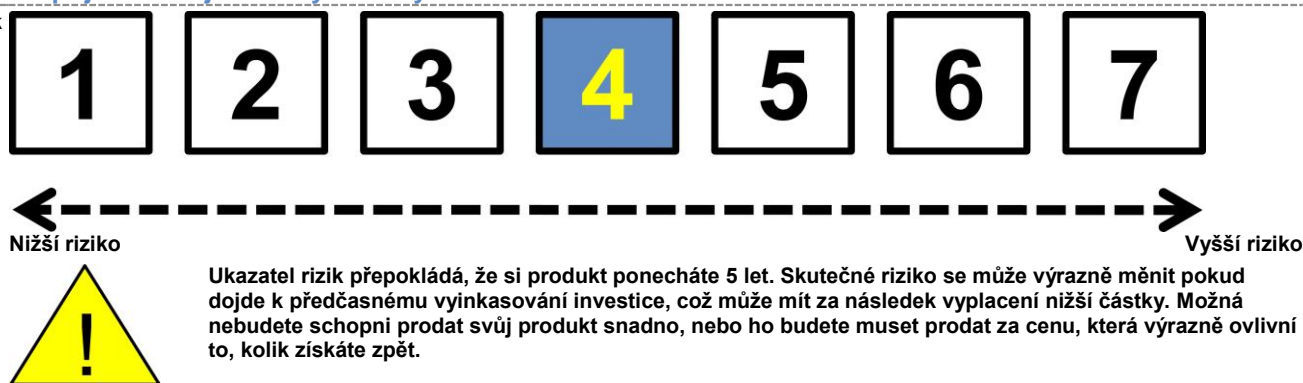 1 2 3 4 5 6 7
Nižší riziko Vyšší riziko
Ukazatel rizik přepokládá, že si produkt ponecháte 5 let. Skutečné riziko se může výrazně měnit pokud
dojde k předčasnému vyinkasování investice, což může mít za následek vyplacení nižší částky. Možná
nebudete schopni prodat svůj produkt snadno, nebo ho budete muset prodat za cenu, která výrazně ovlivní
to, kolik získáte zpět.
!